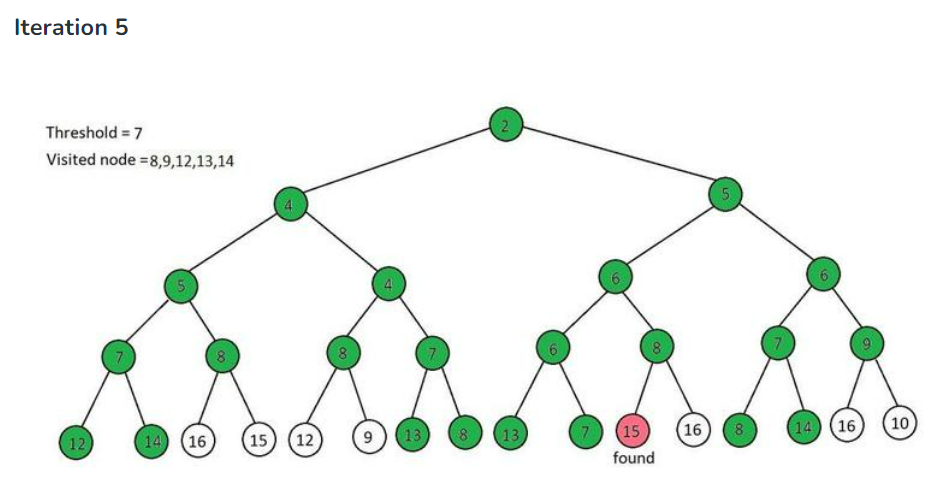 Iteration 5
Threshold = 7
Visited node =8,9,12,13,14
2
4 5
5 4 6 6
7 8 8 7 6 8 7 9
12 14 16 15 12 9 13 8 13 7 15 16 8 14 16 10
found